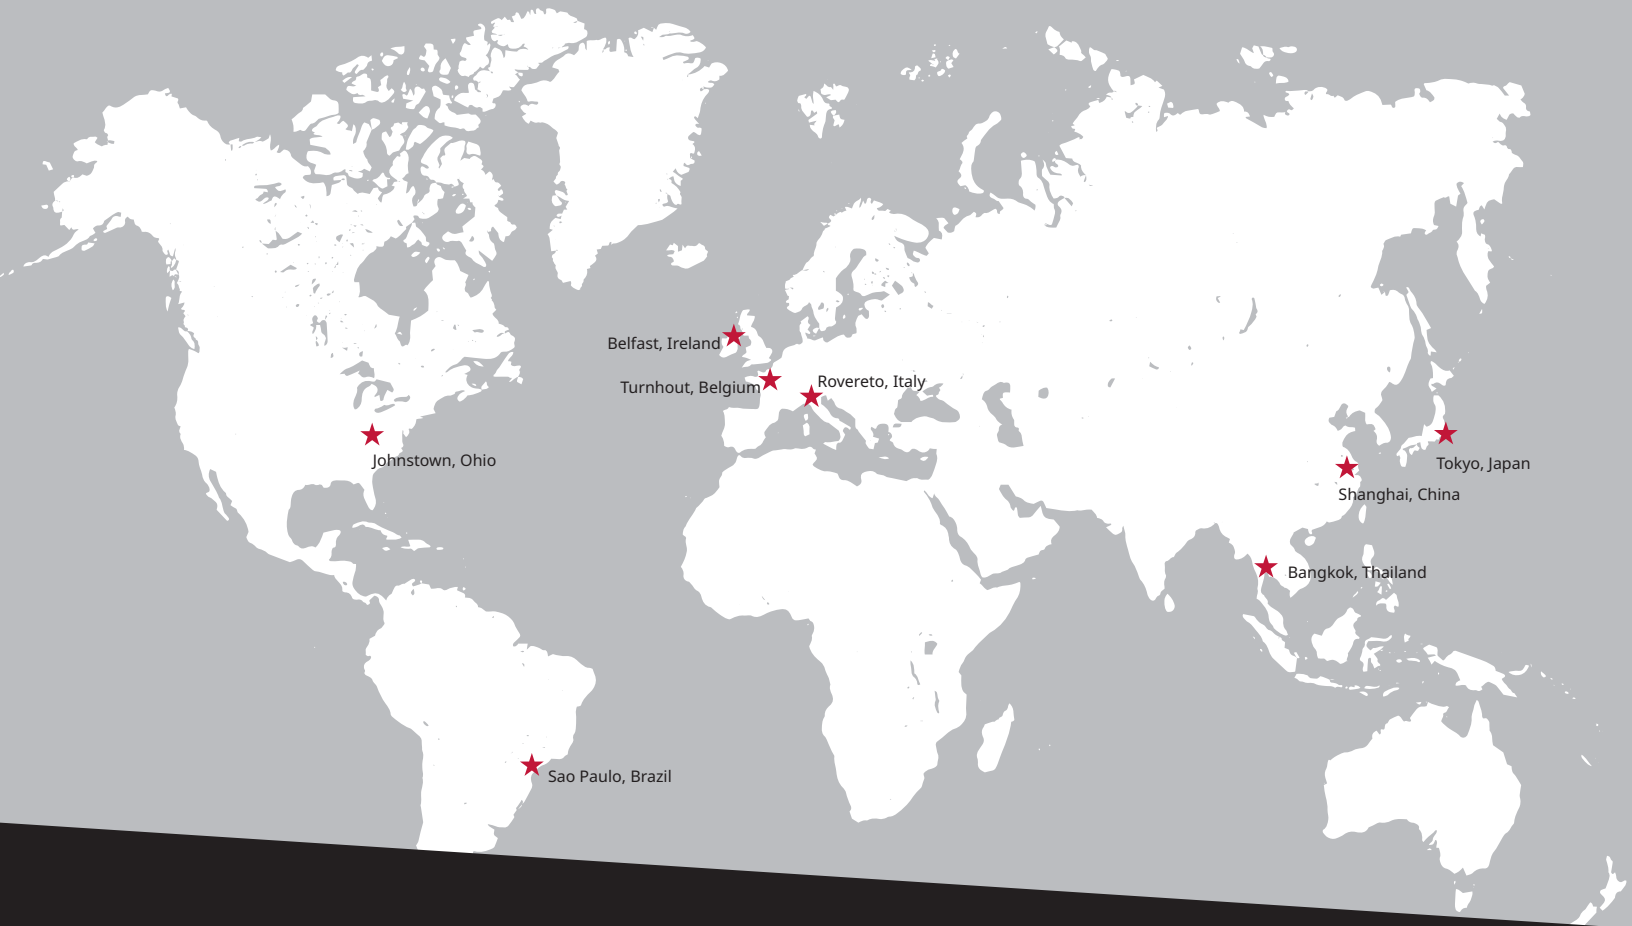 Belfast, Ireland
Turnhout, Belgium
Rovereto, Italy
Johnstown, Ohio
Tokyo, Japan
Shanghai, China
Bangkok, Thailand
Sao Paulo, Brazil